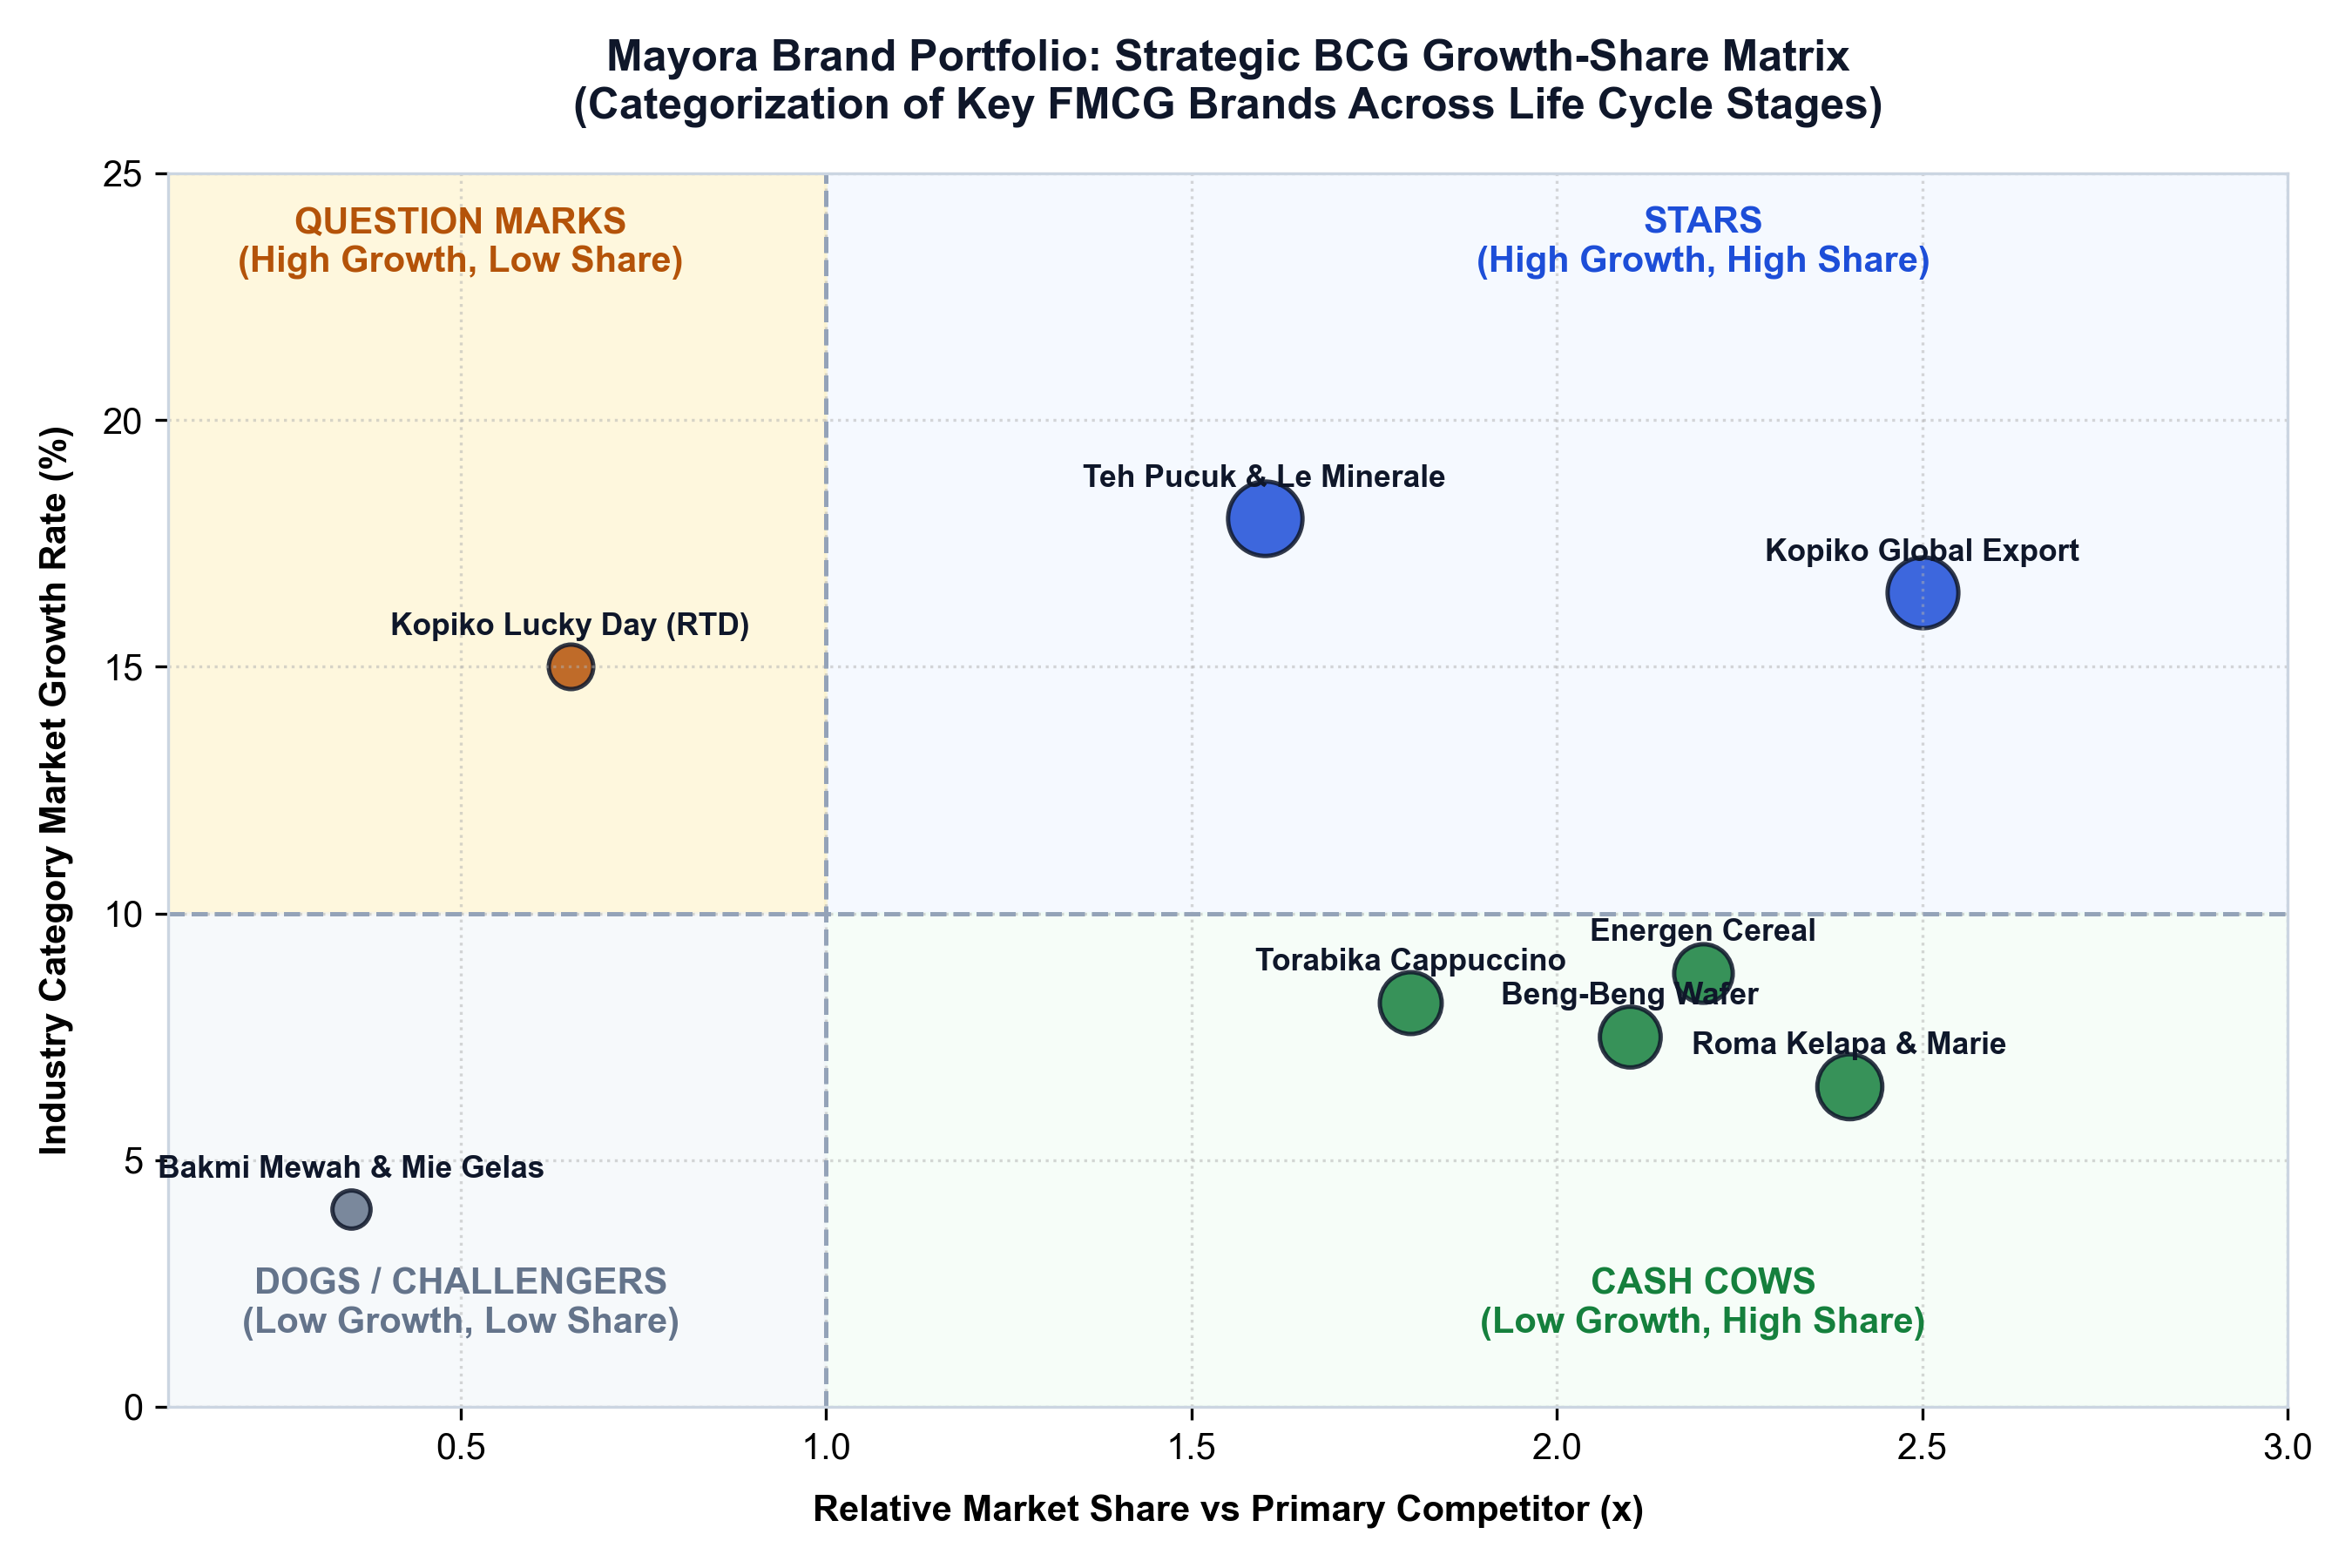 Mayora Brand Portfolio: Strategic BCG Growth-Share Matrix
(Categorization of Key FMCG Brands Across Life Cycle Stages)
Industry Category Market Growth Rate (%)
25
20
15
10
5
0
QUESTION MARKS
(High Growth, Low Share)
STARS
(High Growth, High Share)
Teh Pucuk & Le Minerale
Kopiko Global Export
Kopiko Lucky Day (RTD)
Energen Cereal
Torabika Cappuccino
Beng-Beng Wafer
Roma Kelapa & Marie
Bakmi Mewah & Mie Gelas
DOGS / CHALLENGERS
(Low Growth, Low Share)
CASH COWS
(Low Growth, High Share)
0.5
1.0
1.5
2.0
2.5
3.0
Relative Market Share vs Primary Competitor (x)